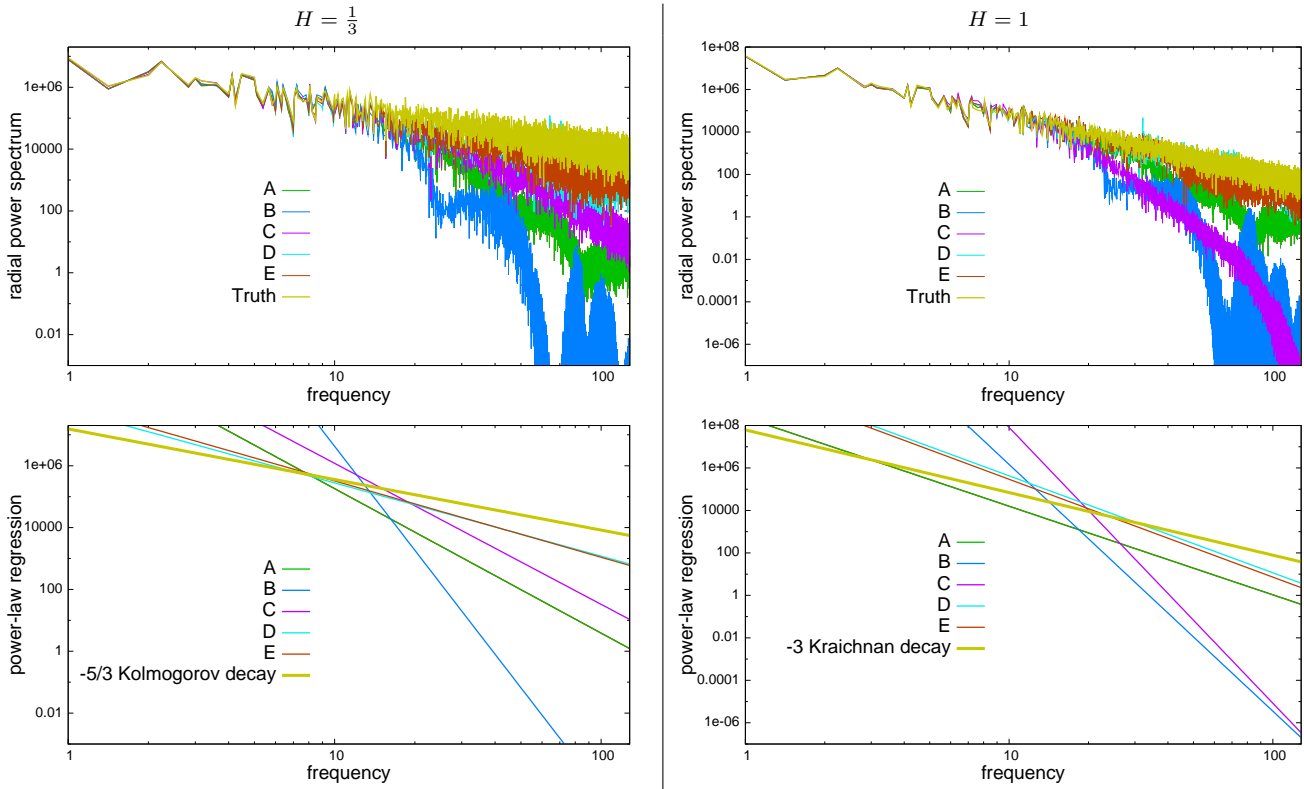 H = 1/3
1e+06
10000
100
1
0.01
1
10
100
radial power spectrum
frequency
A
B
C
D
E
Truth
H = 1
1e+08
1e+06
10000
100
1
0.01
0.0001
1e-06
1
10
100
radial power spectrum
frequency
A
B
C
D
E
Truth
1e+06
10000
100
1
0.01
1
10
100
power-law regression
frequency
A
B
C
D
E
-5/3 Kolmogorov decay
1e+08
1e+06
10000
100
1
0.01
0.0001
1e-06
1
10
100
power-law regression
frequency
A
B
C
D
E
-3 Kraichnan decay